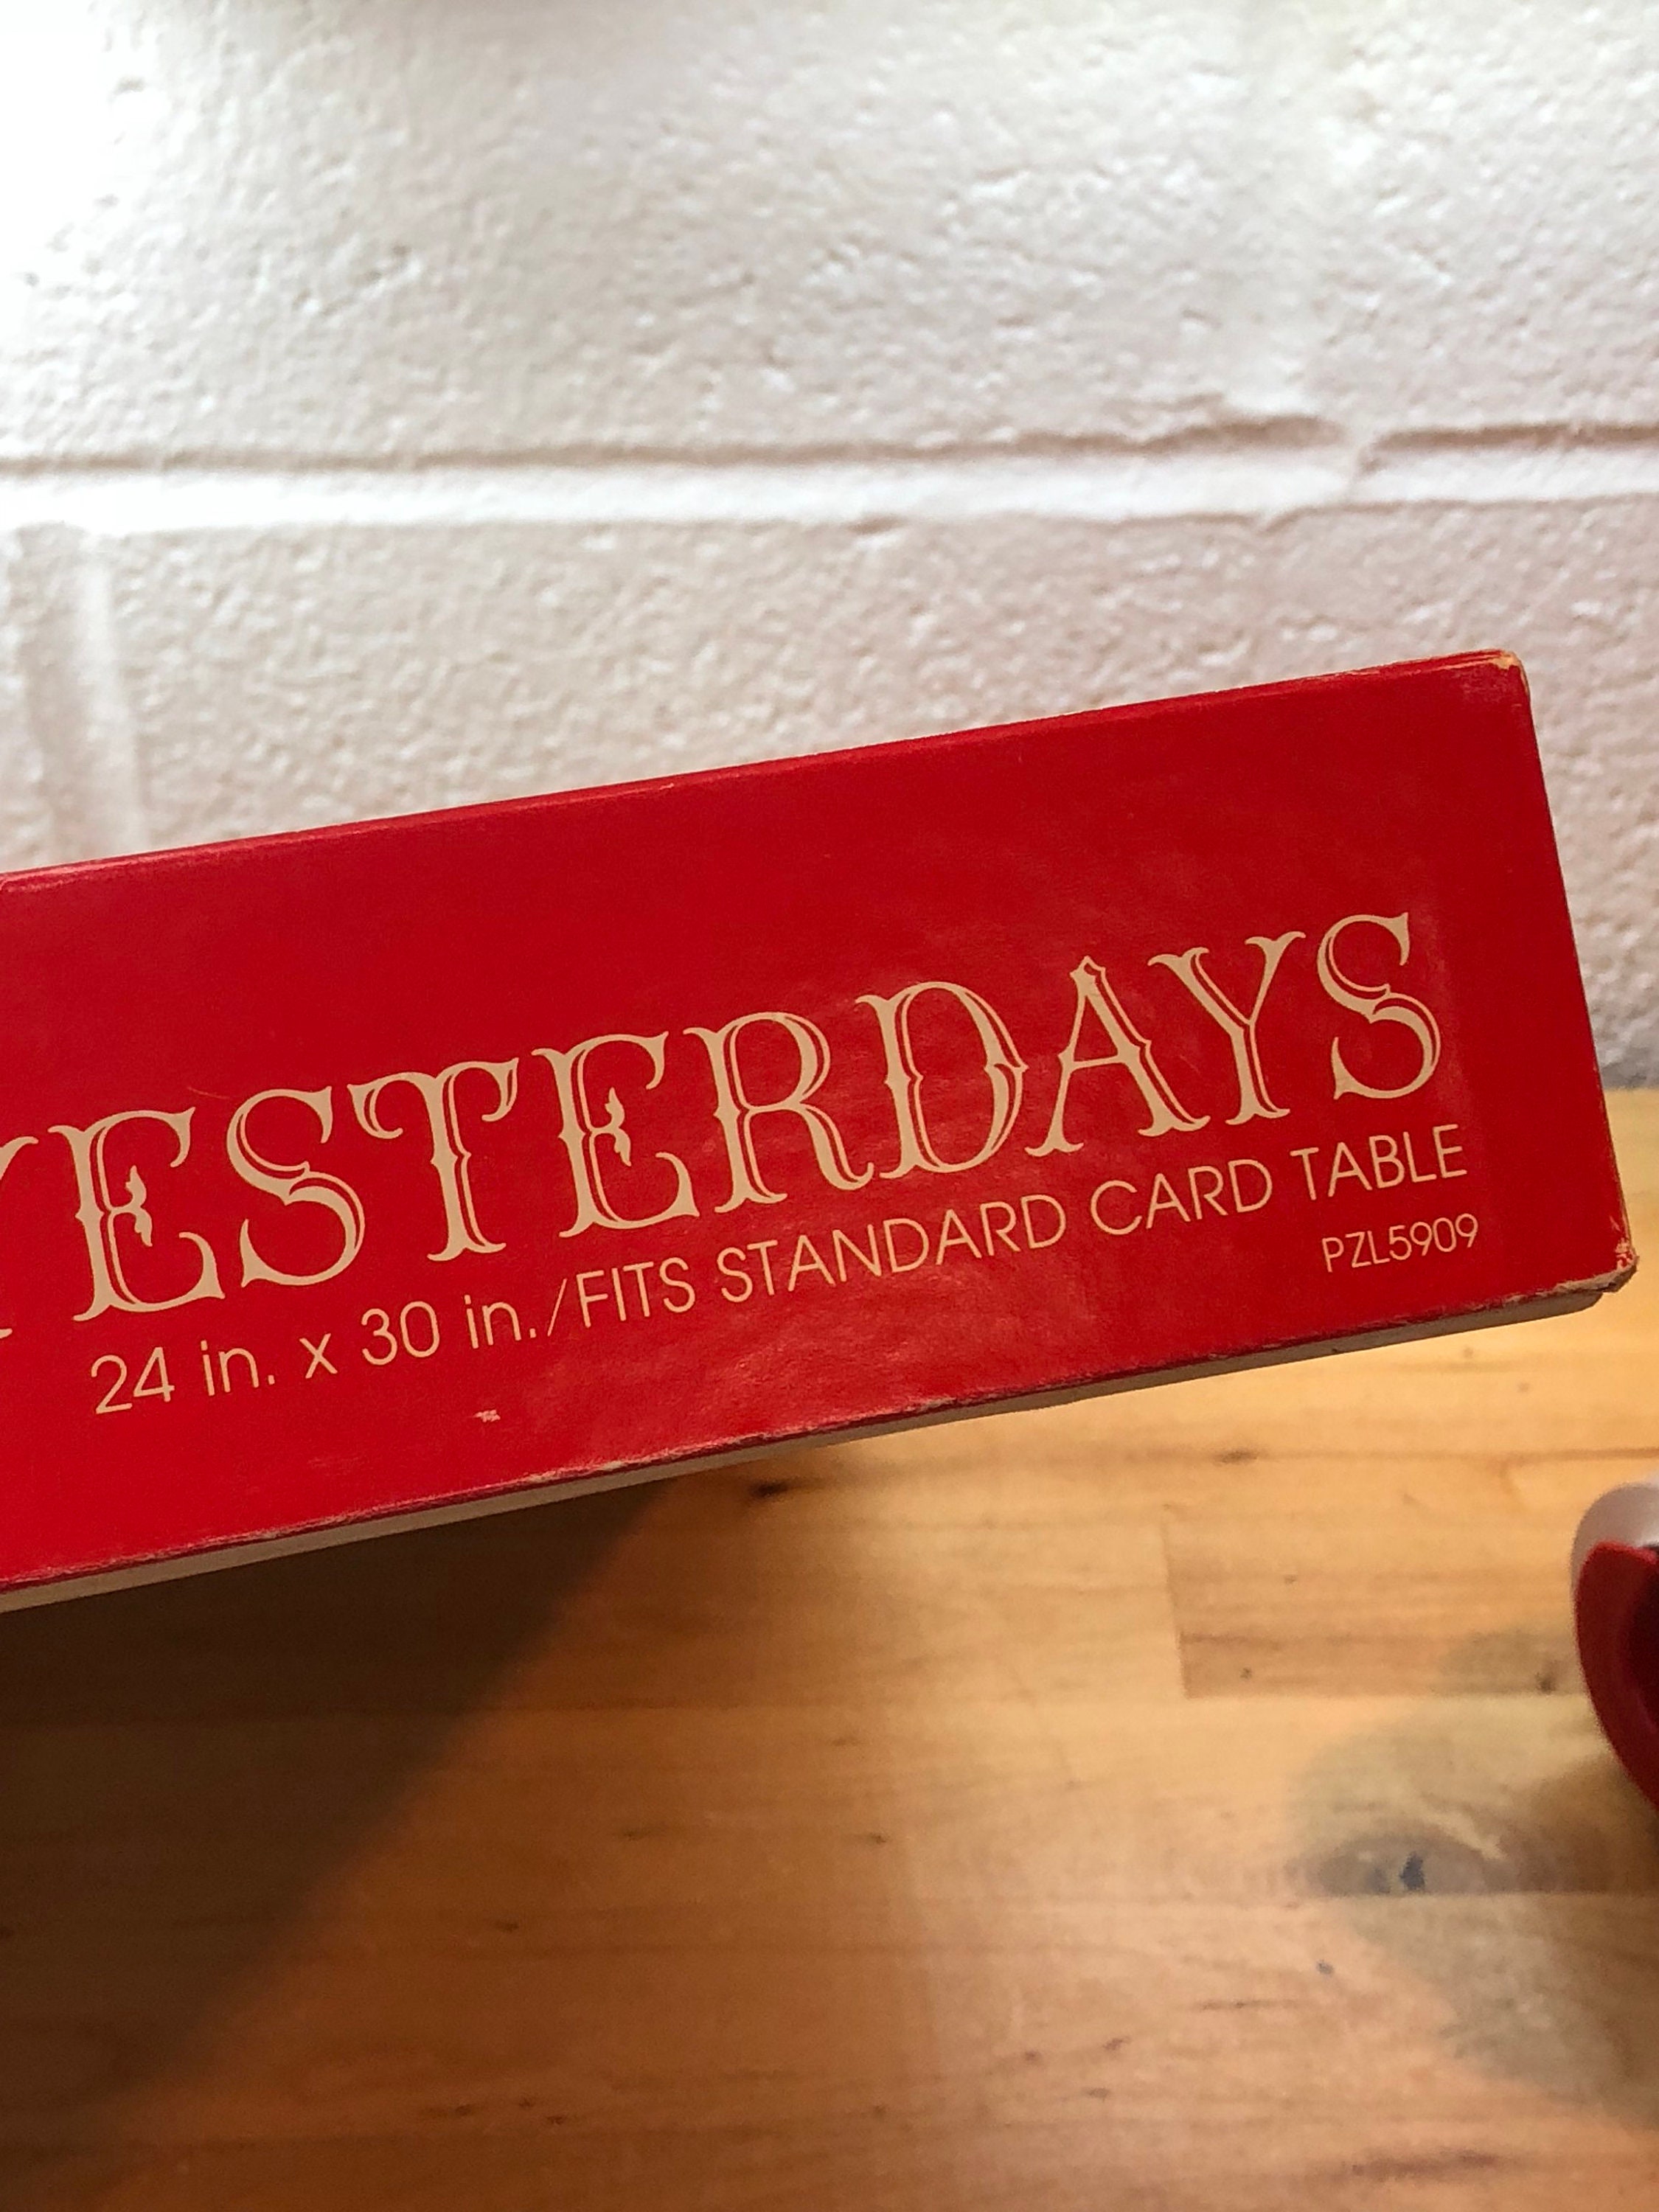 YESTERDAYS
24 in. x 30 in./FITS STANDARD CARD TABLE
PZL5909